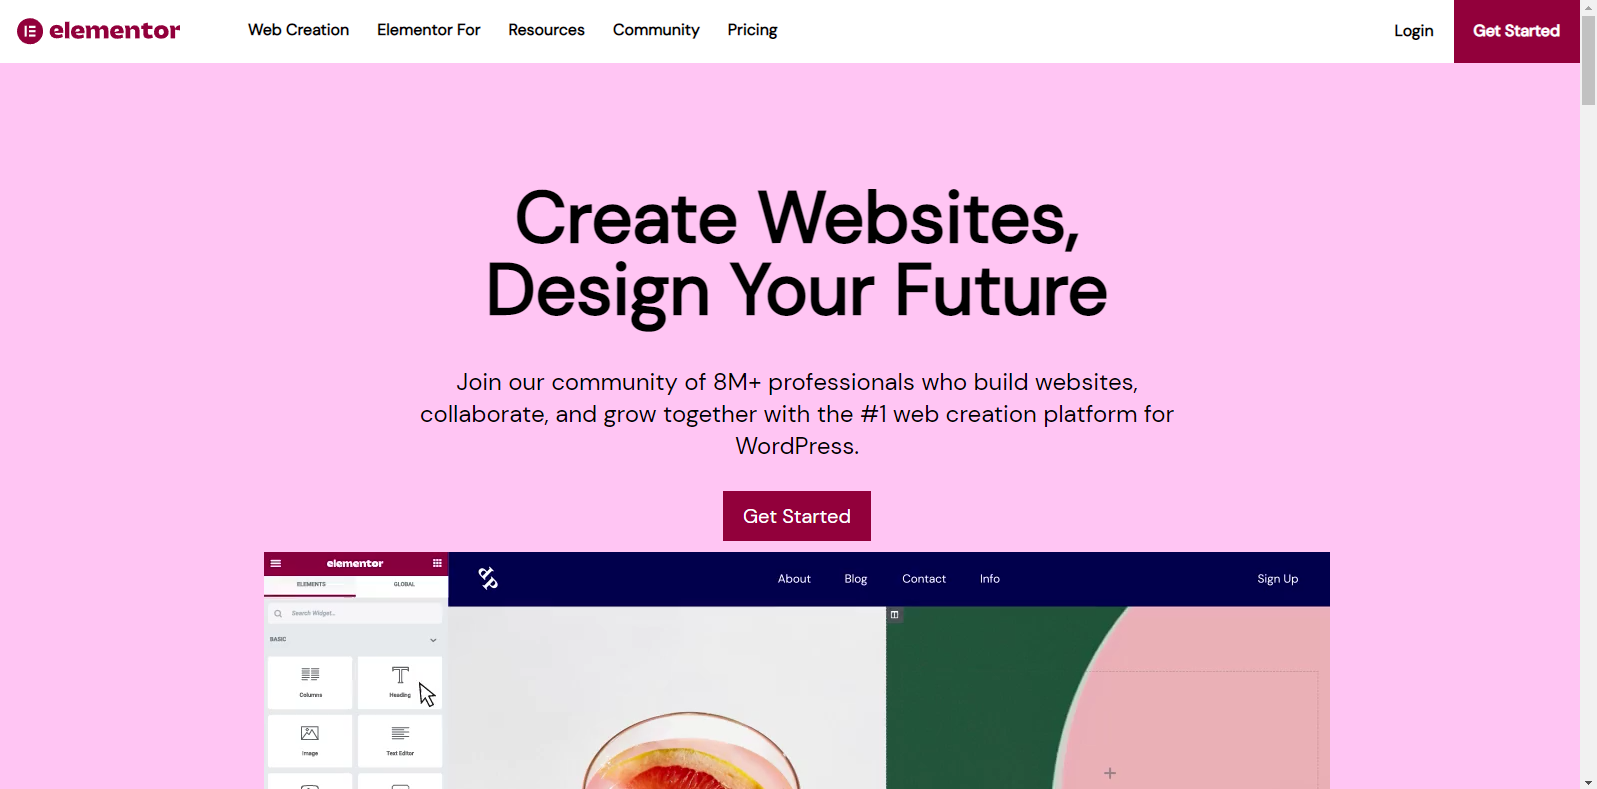 elementor
Web Creation
Elementor For
Resources
Community
Pricing
Login
Get Started
Create Websites,
Design Your Future
Join our community of 8M+ professionals who build websites,
collaborate, and grow together with the #1 web creation platform for
WordPress.
Get Started
elementor
ELEMENTS
GLOBAL
Search Widget...
BASIC
Columns
Heading
Image
Text Editor
dp
About
Blog
Contact
Info
Sign Up